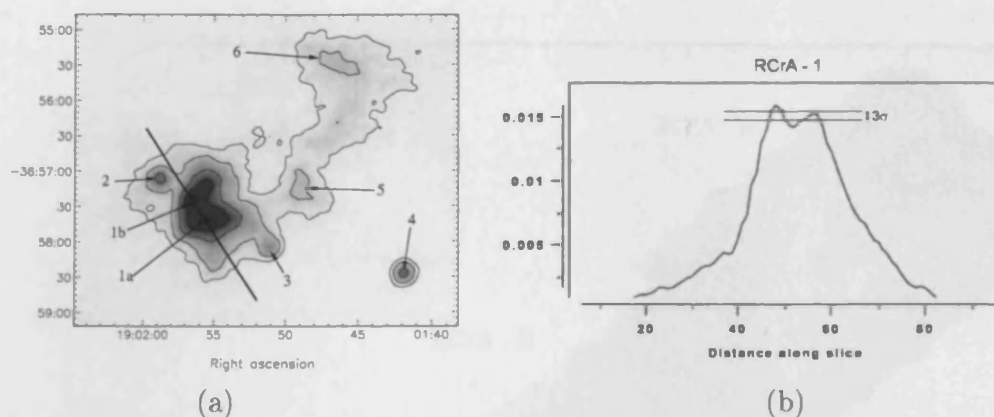 55:00
30
56:00
30
−36:57:00
30
58:00
30
59:00
6
2
1b
1a
5
4
3
19:02:00 55 50 45 01:40
Right ascension
(a)
RCrA - 1
0.015
0.01
0.005
13σ
20 40 60 80
Distance along slice
(b)